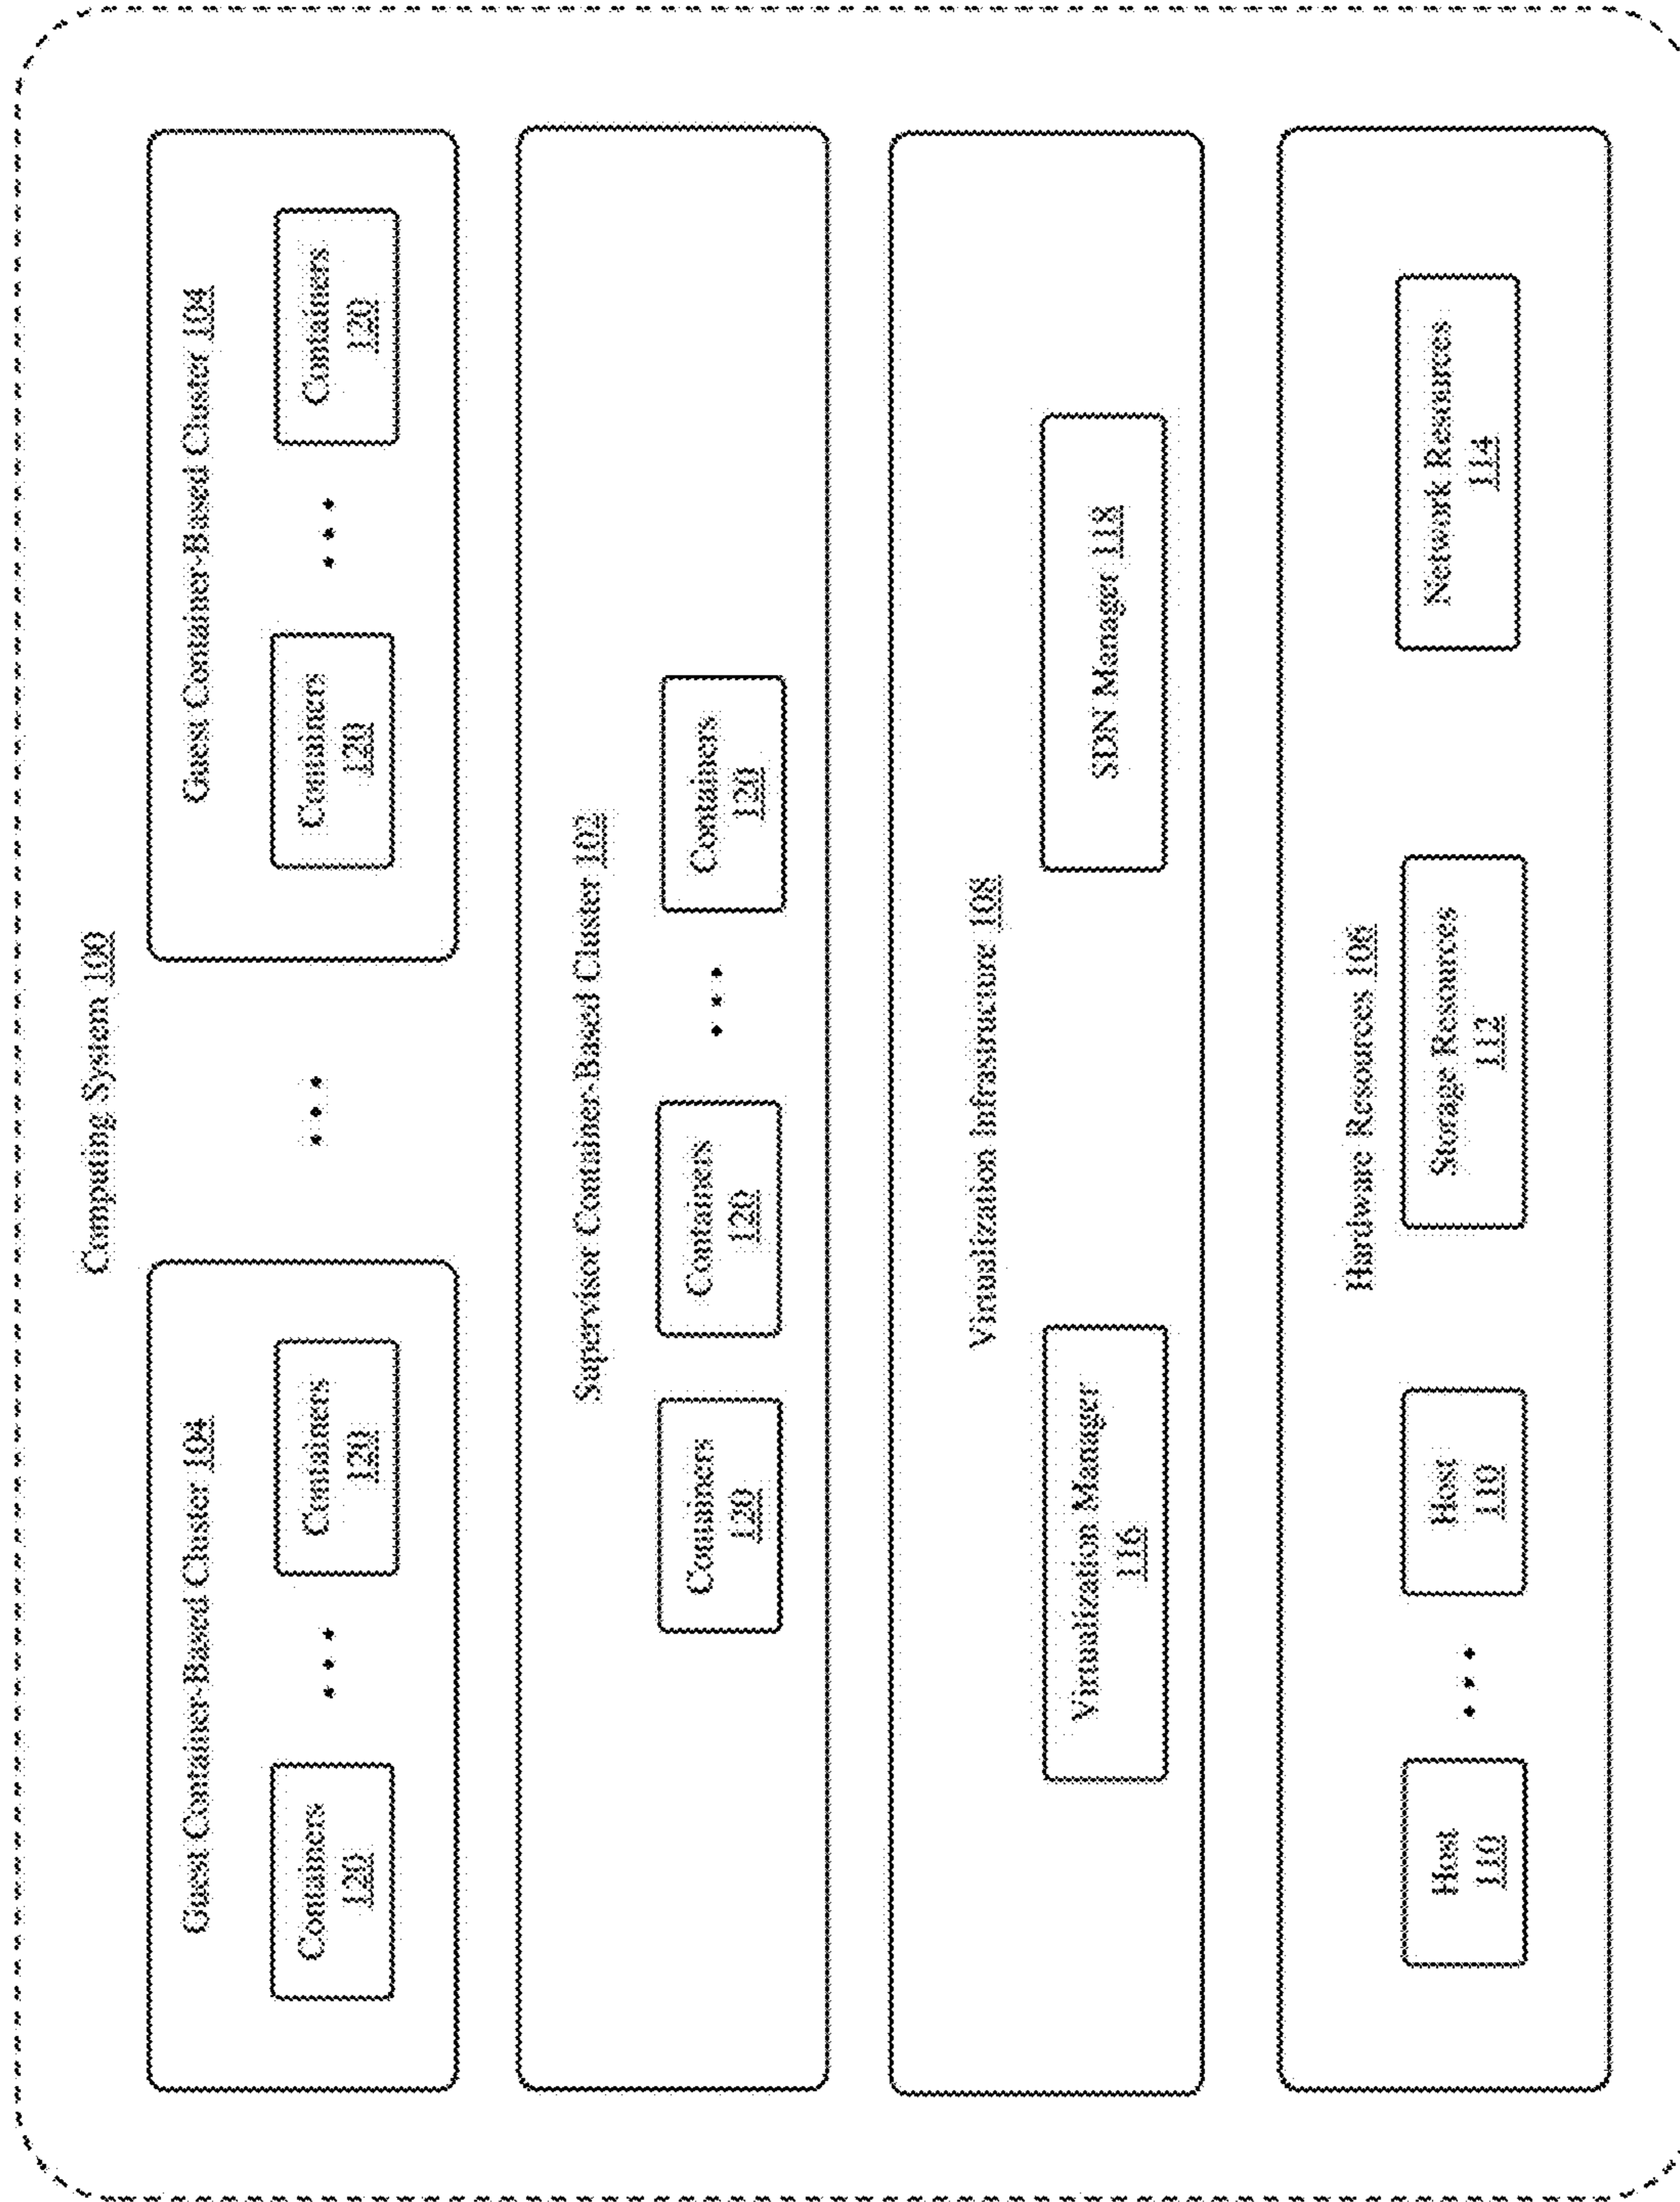 Computing System 100
Guest Container-Based Cluster 104
Containers
120
Containers
120
Guest Container-Based Cluster 104
Containers
120
Containers
120
Supervisor Container-Based Cluster 102
Containers
120
Containers
120
Containers
120
Virtualization Infrastructure 108
Virtualization Manager
116
SDN Manager 118
Hardware Resources 106
Host
110
Host
110
Storage Resources
112
Network Resources
114